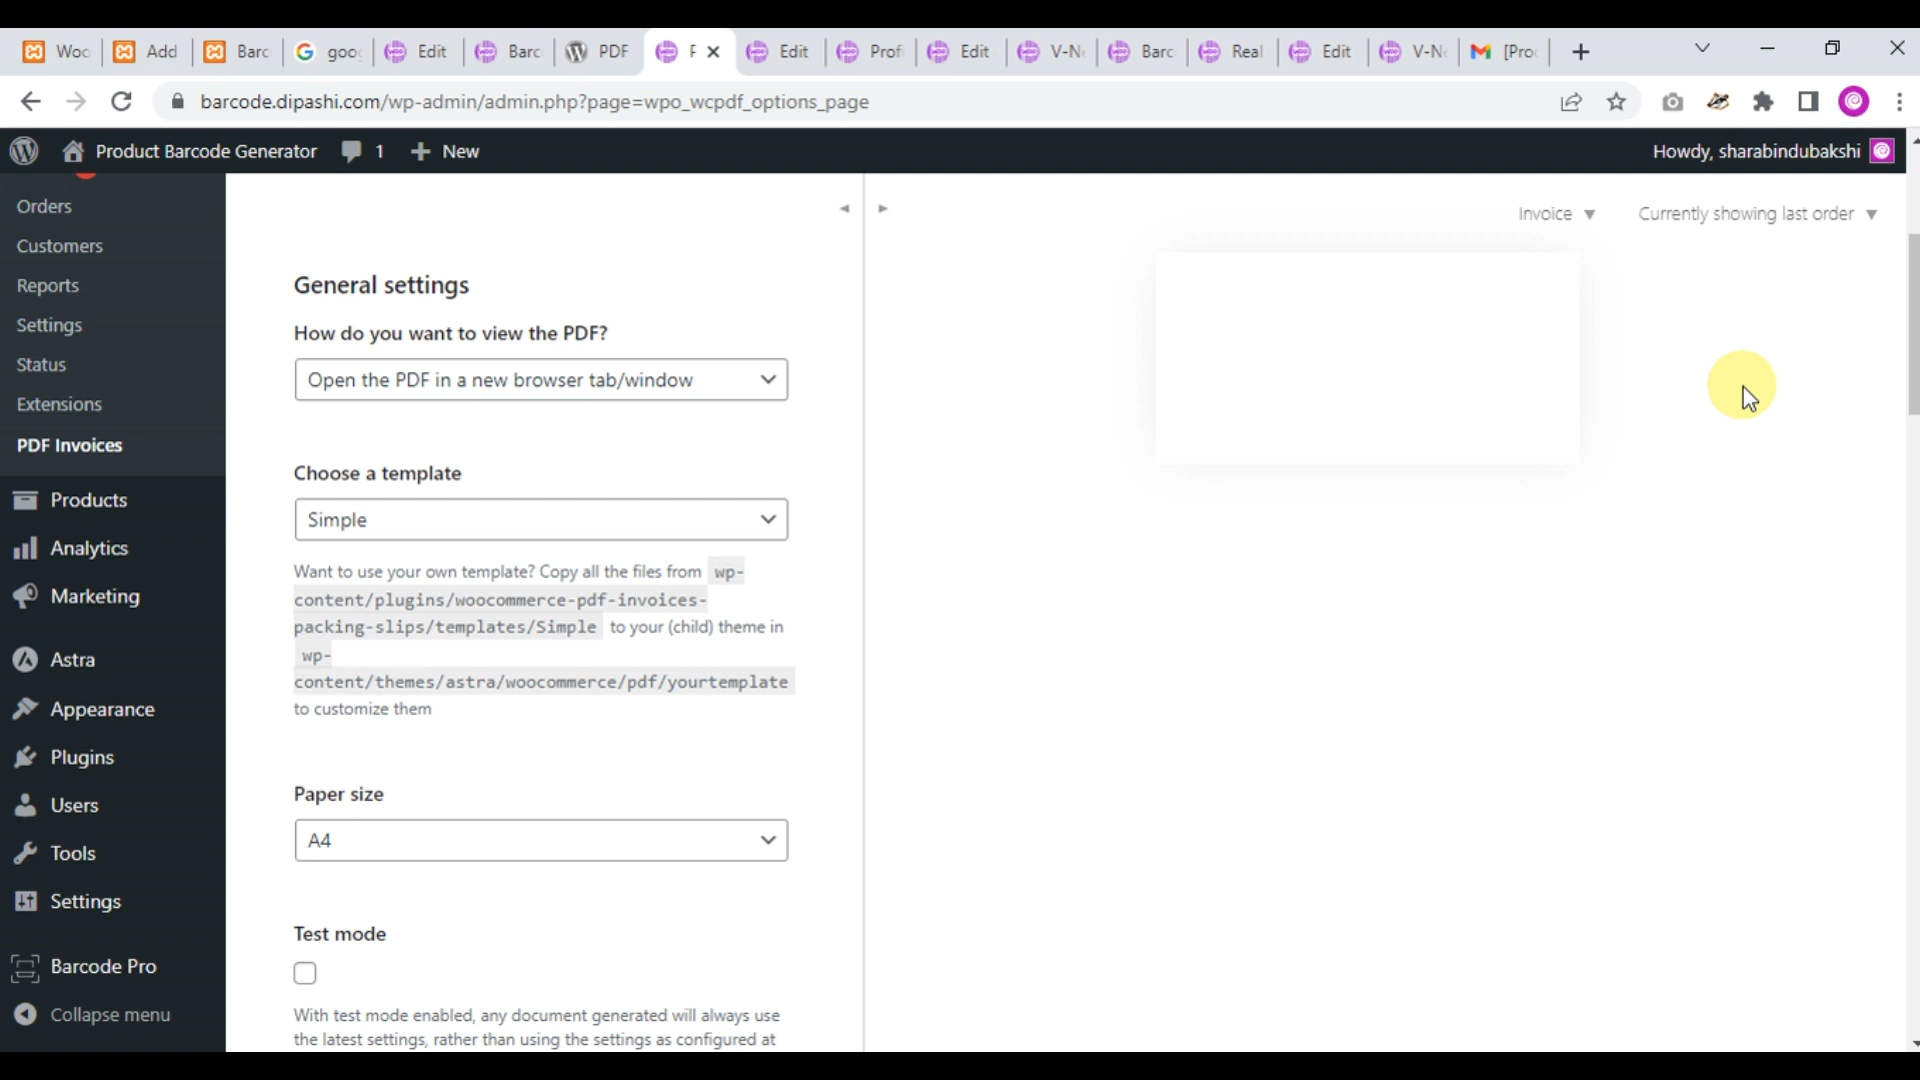 Woo
Add
Barc
goo
Edit
Barc
PDF
Edit
Profi
Edit
V-Ne
Barc
Real
Edit
V-Ne
[Pro
barcode.dipashi.com/wp-admin/admin.php?page=wpo_wcpdf_options_page
Product Barcode Generator 1 New
Howdy, sharabindubakshi
Orders
Customers
Reports
Settings
Status
Extensions
PDF Invoices
Products
Analytics
Marketing
Astra
Appearance
Plugins
Users
Tools
Settings
Barcode Pro
Collapse menu
Invoice ▼
Currently showing last order ▼
General settings
How do you want to view the PDF?
Open the PDF in a new browser tab/window
Choose a template
Simple
Want to use your own template? Copy all the files from wp-
content/plugins/woocommerce-pdf-invoices-
packing-slips/templates/Simple to your (child) theme in
wp-
content/themes/astra/woocommerce/pdf/yourtemplate
to customize them
Paper size
A4
Test mode
With test mode enabled, any document generated will always use
the latest settings, rather than using the settings as configured at